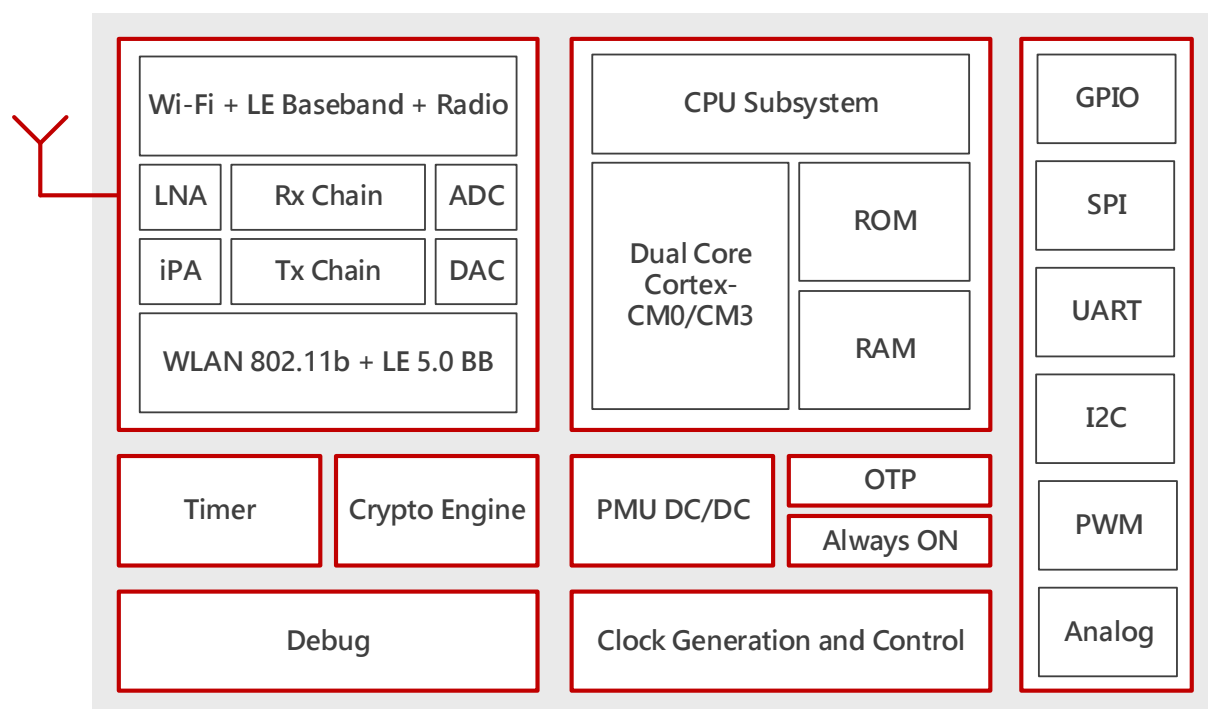 Wi-Fi + LE Baseband + Radio
LNA
Rx Chain
ADC
iPA
Tx Chain
DAC
WLAN 802.11b + LE 5.0 BB
CPU Subsystem
Dual Core
Cortex-
CM0/CM3
ROM
RAM
GPIO
SPI
UART
I2C
PWM
Analog
Timer
Crypto Engine
PMU DC/DC
OTP
Always ON
Debug
Clock Generation and Control